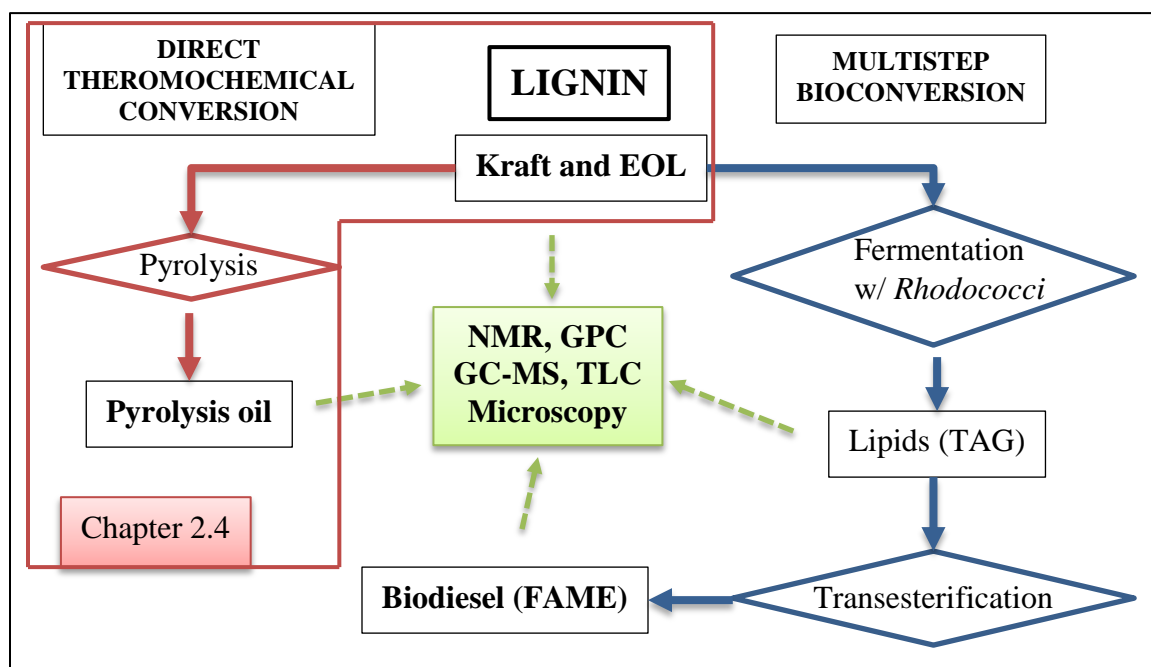 DIRECT
THEROMOCHEMICAL
CONVERSION
LIGNIN
MULTISTEP
BIOCONVERSION
Kraft and EOL
Pyrolysis
Fermentation
w/ Rhodococci
NMR, GPC
GC-MS, TLC
Microscopy
Pyrolysis oil
Lipids (TAG)
Chapter 2.4
Biodiesel (FAME)
Transesterification